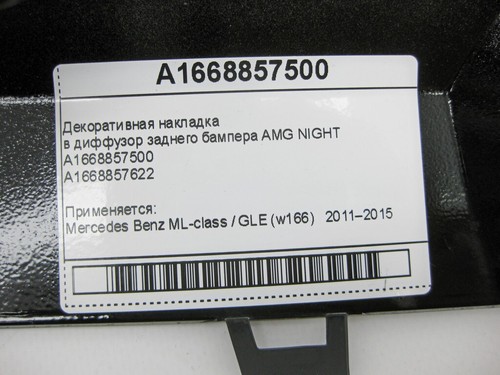 A1668857500
Декоративная накладка
в диффузор заднего бампера AMG NIGHT
A1668857500
A1668857622
Применяется:
Mercedes Benz ML-class / GLE (w166) 2011–2015